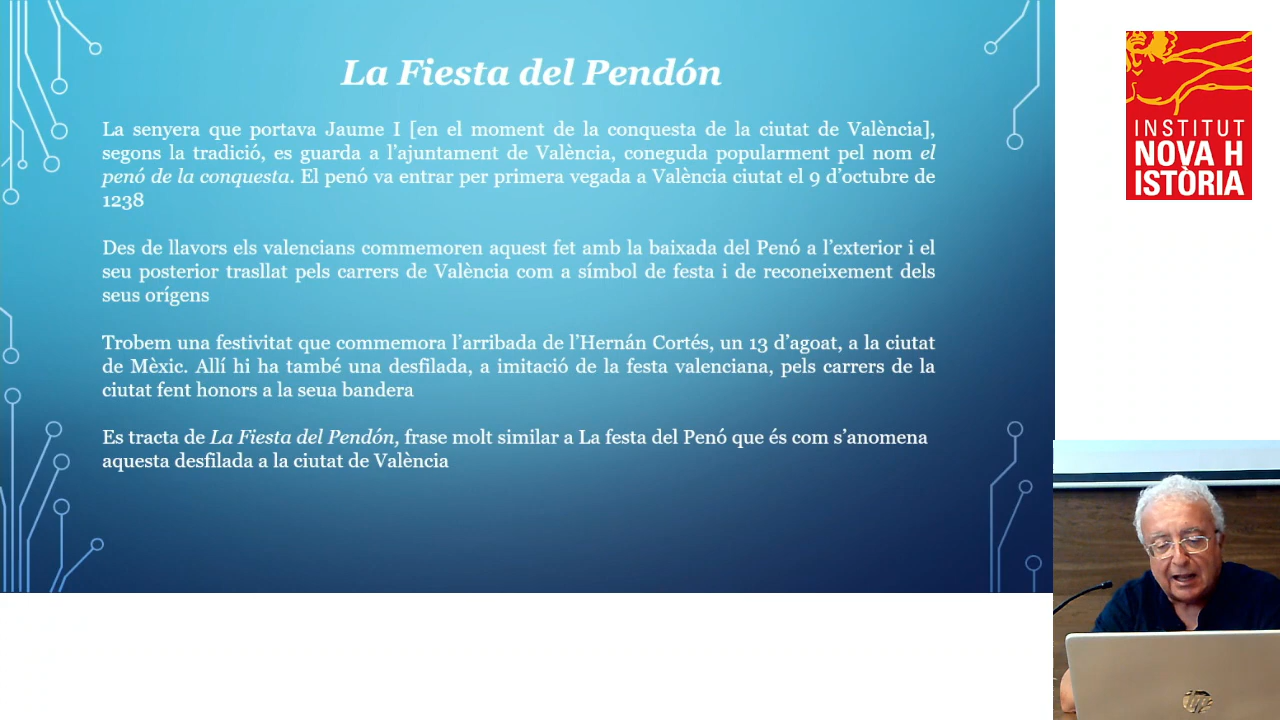 La Fiesta del Pendón
La senyera que portava Jaume I [en el moment de la conquesta de la ciutat de València],
segons la tradició, es guarda a l'ajuntament de València, coneguda popularment pel nom el
penó de la conquesta. El penó va entrar per primera vegada a València ciutat el 9 d'octubre de
1238
Des de llavors els valencians commemoren aquest fet amb la baixada del Penó a l'exterior i el
seu posterior trasllat pels carrers de València com a símbol de festa i de reconeixement dels
seus orígens
Trobem una festivitat que commemora l'arribada de l'Hernán Cortés, un 13 d'agoat, a la ciutat
de Mèxic. Allí hi ha també una desfilada, a imitació de la festa valenciana, pels carrers de la
ciutat fent honors a la seua bandera
Es tracta de La Fiesta del Pendón, frase molt similar a La festa del Penó que és com s'anomena
aquesta desfilada a la ciutat de València
INSTITUT
NOVA H
ISTÒRIA
hp